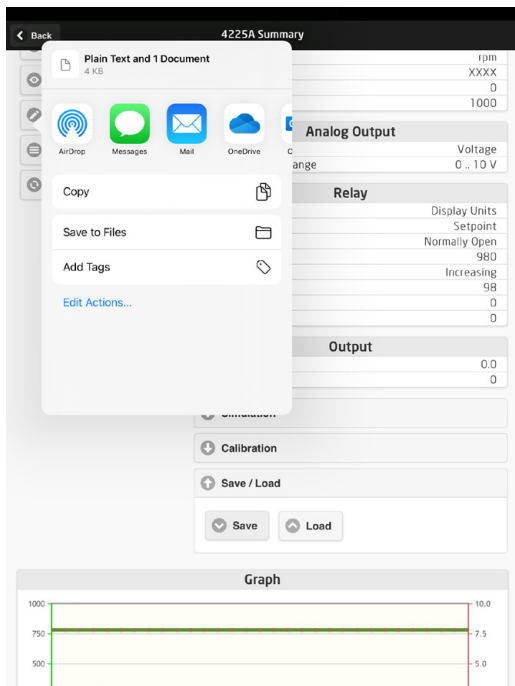 Back
4225A Summary
Plain Text and 1 Document
4 KB
AirDrop
Messages
Mail
OneDrive
Copy
Save to Files
Add Tags
Edit Actions...
rpm
XXXX
0
1000
Analog Output
Voltage
ange
0 .. 10 V
Relay
Display Units
Setpoint
Normally Open
980
Increasing
98
0
0
Output
0.0
0
Simulation
Calibration
Save / Load
Save
Load
Graph
1000
10.0
750
7.5
500
5.0